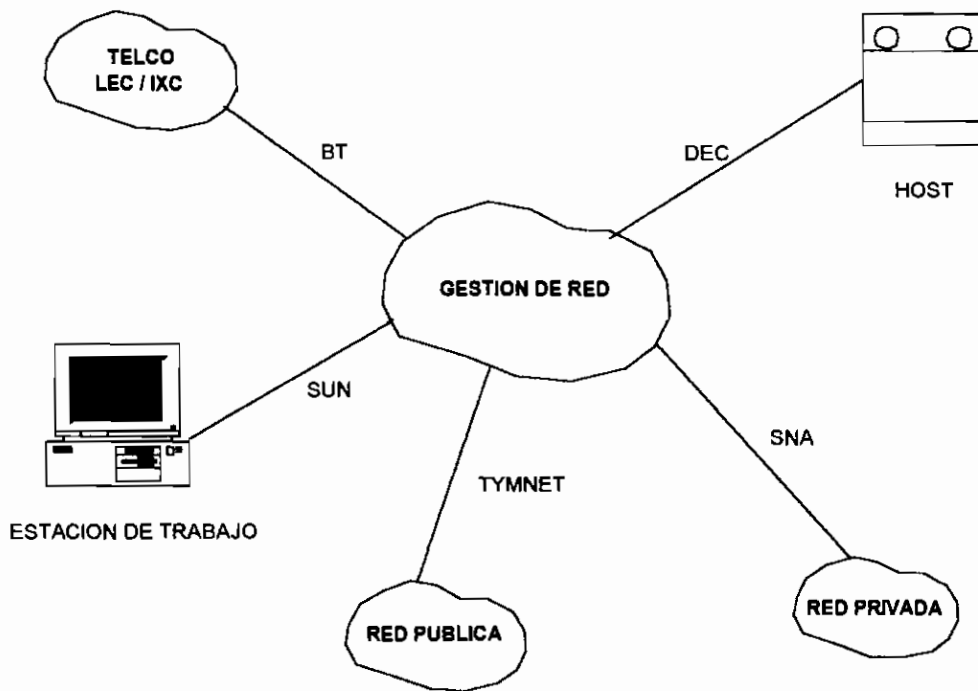 TELCO
LEC / IXC
BT
DEC
HOST
GESTION DE RED
SUN
SNA
TYMNET
ESTACION DE TRABAJO
RED PUBLICA
RED PRIVADA